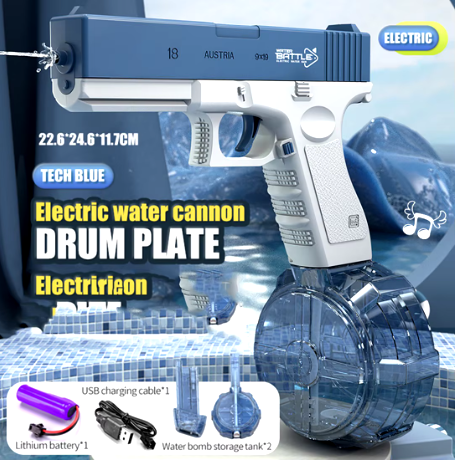 ELECTRIC
18 AUSTRIA 9x19
WATER
BATTLE
22.6*24.6*11.7CM
TECH BLUE
Electric water cannon
DRUM PLATE
USB charging cable*1
Lithium battery*1
Water bomb storage tank*2